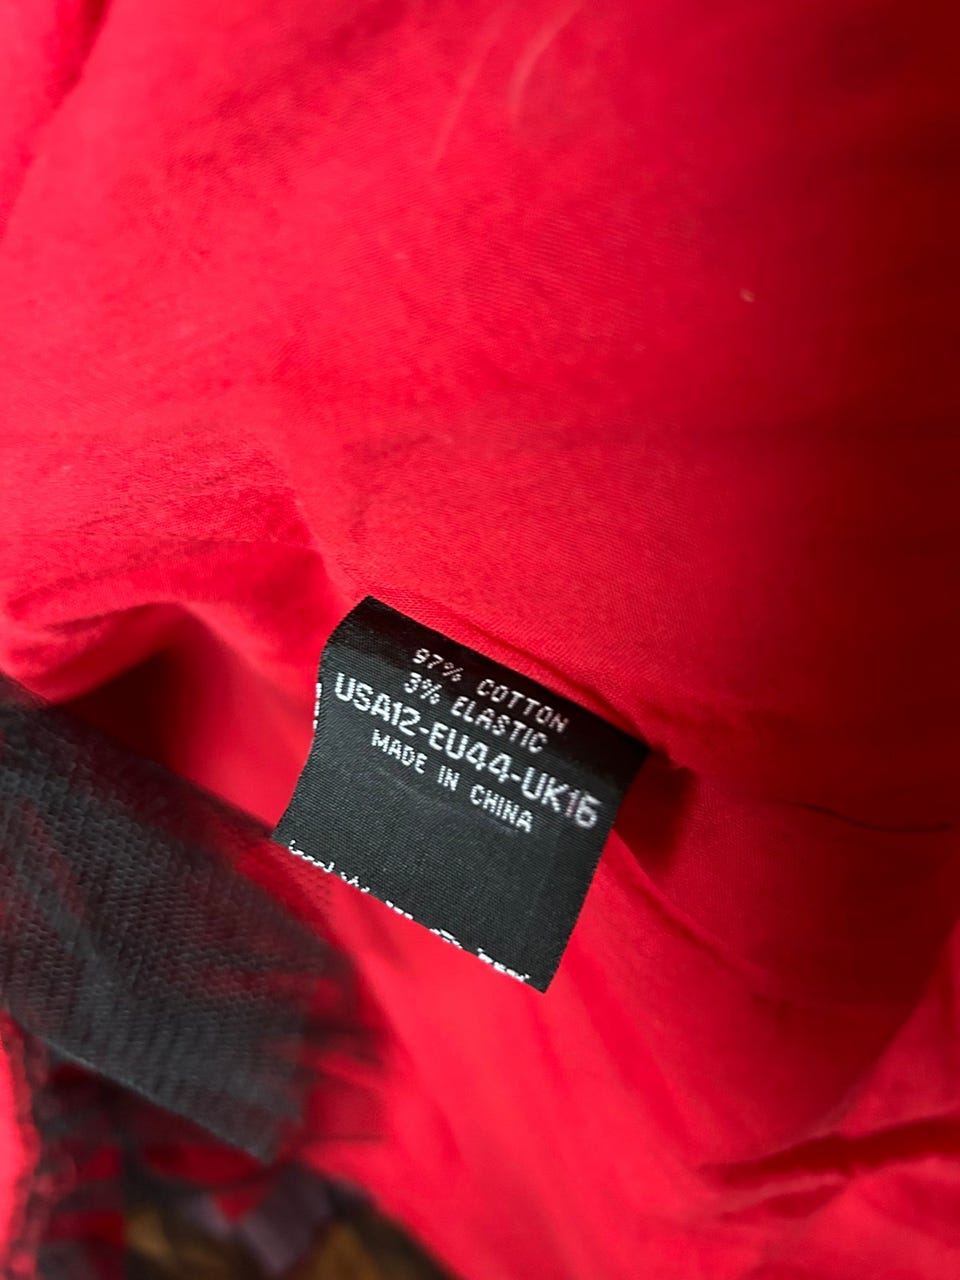 97% COTTON
3% ELASTIC
USA12-EU44-UK16
MADE IN CHINA